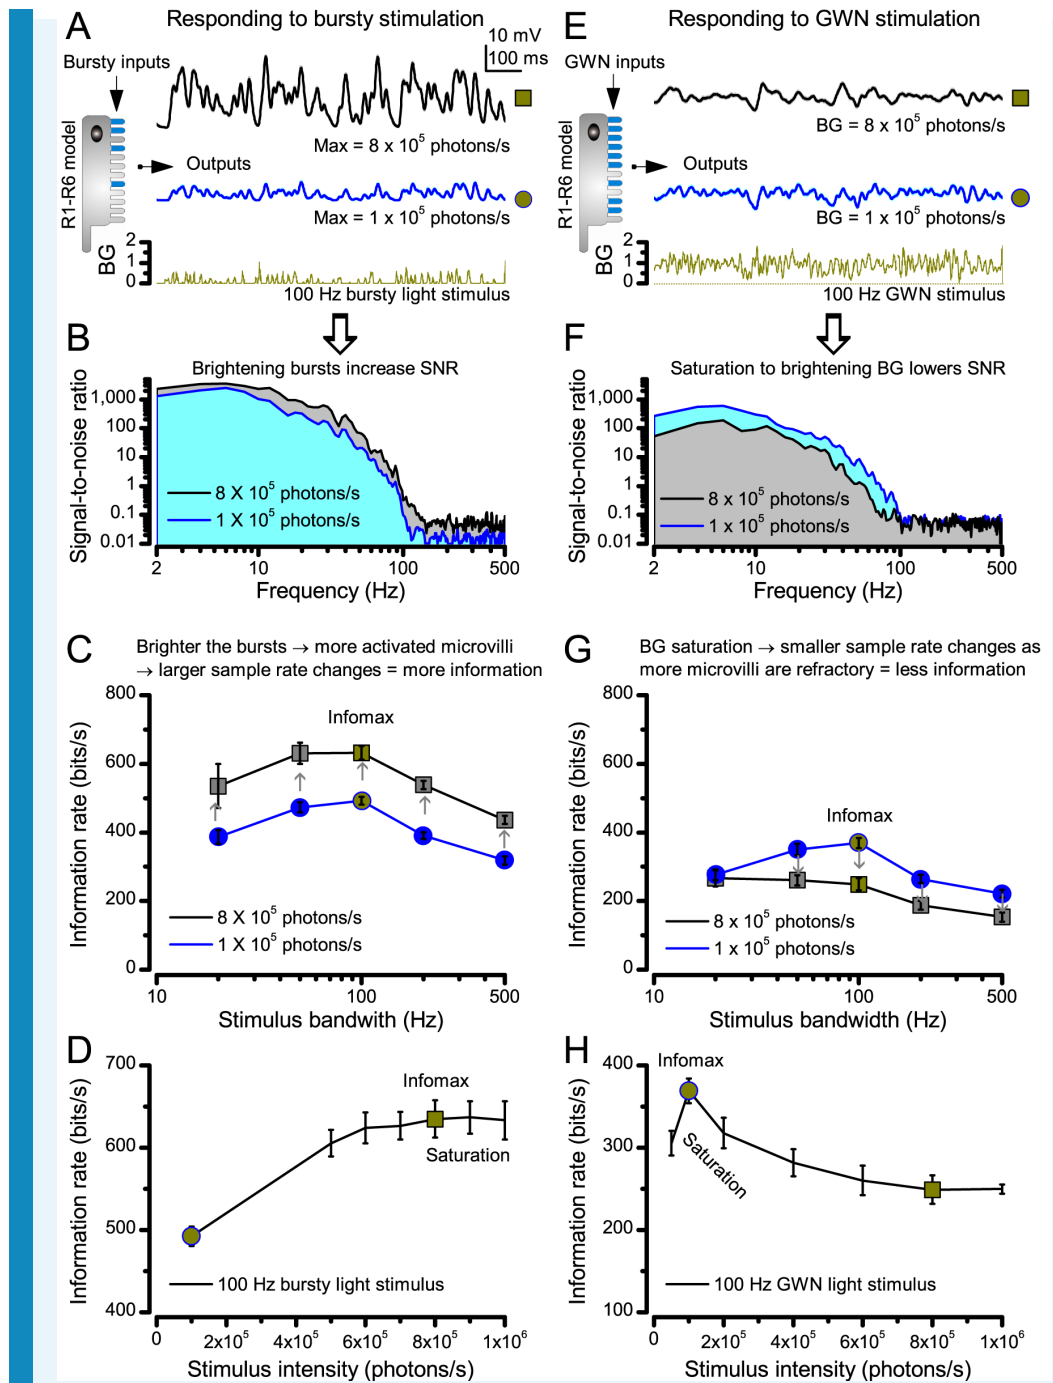 A
Responding to bursty stimulation
10 mV
100 ms
Bursty inputs
R1-R6 model
Max = 8 x 10⁵ photons/s
Outputs
Max = 1 x 10⁵ photons/s
BG
2
1
0
100 Hz bursty light stimulus
E
Responding to GWN stimulation
GWN inputs
R1-R6 model
BG = 8 x 10⁵ photons/s
Outputs
BG = 1 x 10⁵ photons/s
BG
2
1
0
100 Hz GWN stimulus
B
Brightening bursts increase SNR
Signal-to-noise ratio
1,000
100
10
1
0.1
0.01
8 X 10⁵ photons/s
1 X 10⁵ photons/s
2 10 100 500
Frequency (Hz)
F
Saturation to brightening BG lowers SNR
Signal-to-noise ratio
1,000
100
10
1
0.1
0.01
8 x 10⁵ photons/s
1 x 10⁵ photons/s
2 10 100 500
Frequency (Hz)
C
Brighter the bursts → more activated microvilli
→ larger sample rate changes = more information
Information rate (bits/s)
800
600
400
200
0
Infomax
8 X 10⁵ photons/s
1 X 10⁵ photons/s
10 100 500
Stimulus bandwith (Hz)
G
BG saturation → smaller sample rate changes as
more microvilli are refractory = less information
Information rate (bits/s)
800
600
400
200
0
Infomax
8 x 10⁵ photons/s
1 x 10⁵ photons/s
10 100 500
Stimulus bandwidth (Hz)
D
Information rate (bits/s)
700
600
500
400
Infomax
Saturation
100 Hz bursty light stimulus
0 2x10⁵ 4x10⁵ 6x10⁵ 8x10⁵ 1x10⁶
Stimulus intensity (photons/s)
H
Information rate (bits/s)
400
300
200
100
Infomax
Saturation
100 Hz GWN light stimulus
0 2x10⁵ 4x10⁵ 6x10⁵ 8x10⁵ 1x10⁶
Stimulus intensity (photons/s)